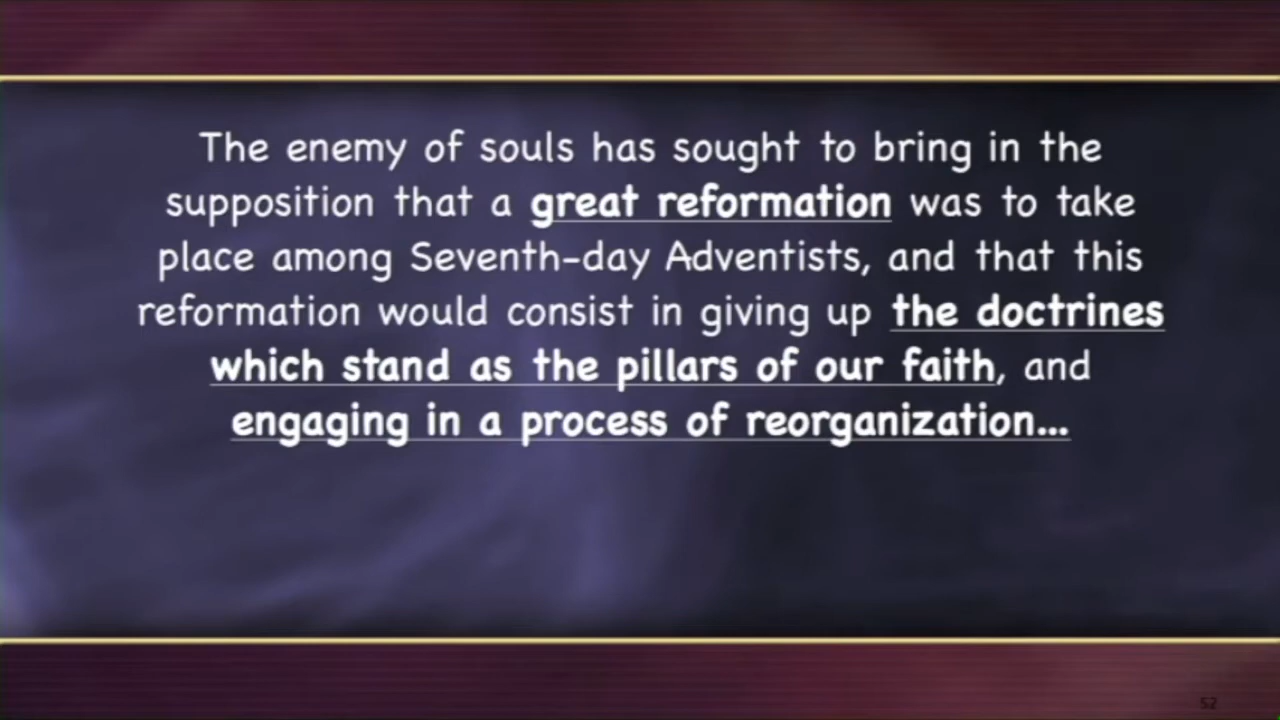 The enemy of souls has sought to bring in the
supposition that a great reformation was to take
place among Seventh-day Adventists, and that this
reformation would consist in giving up the doctrines
which stand as the pillars of our faith, and
engaging in a process of reorganization...
52